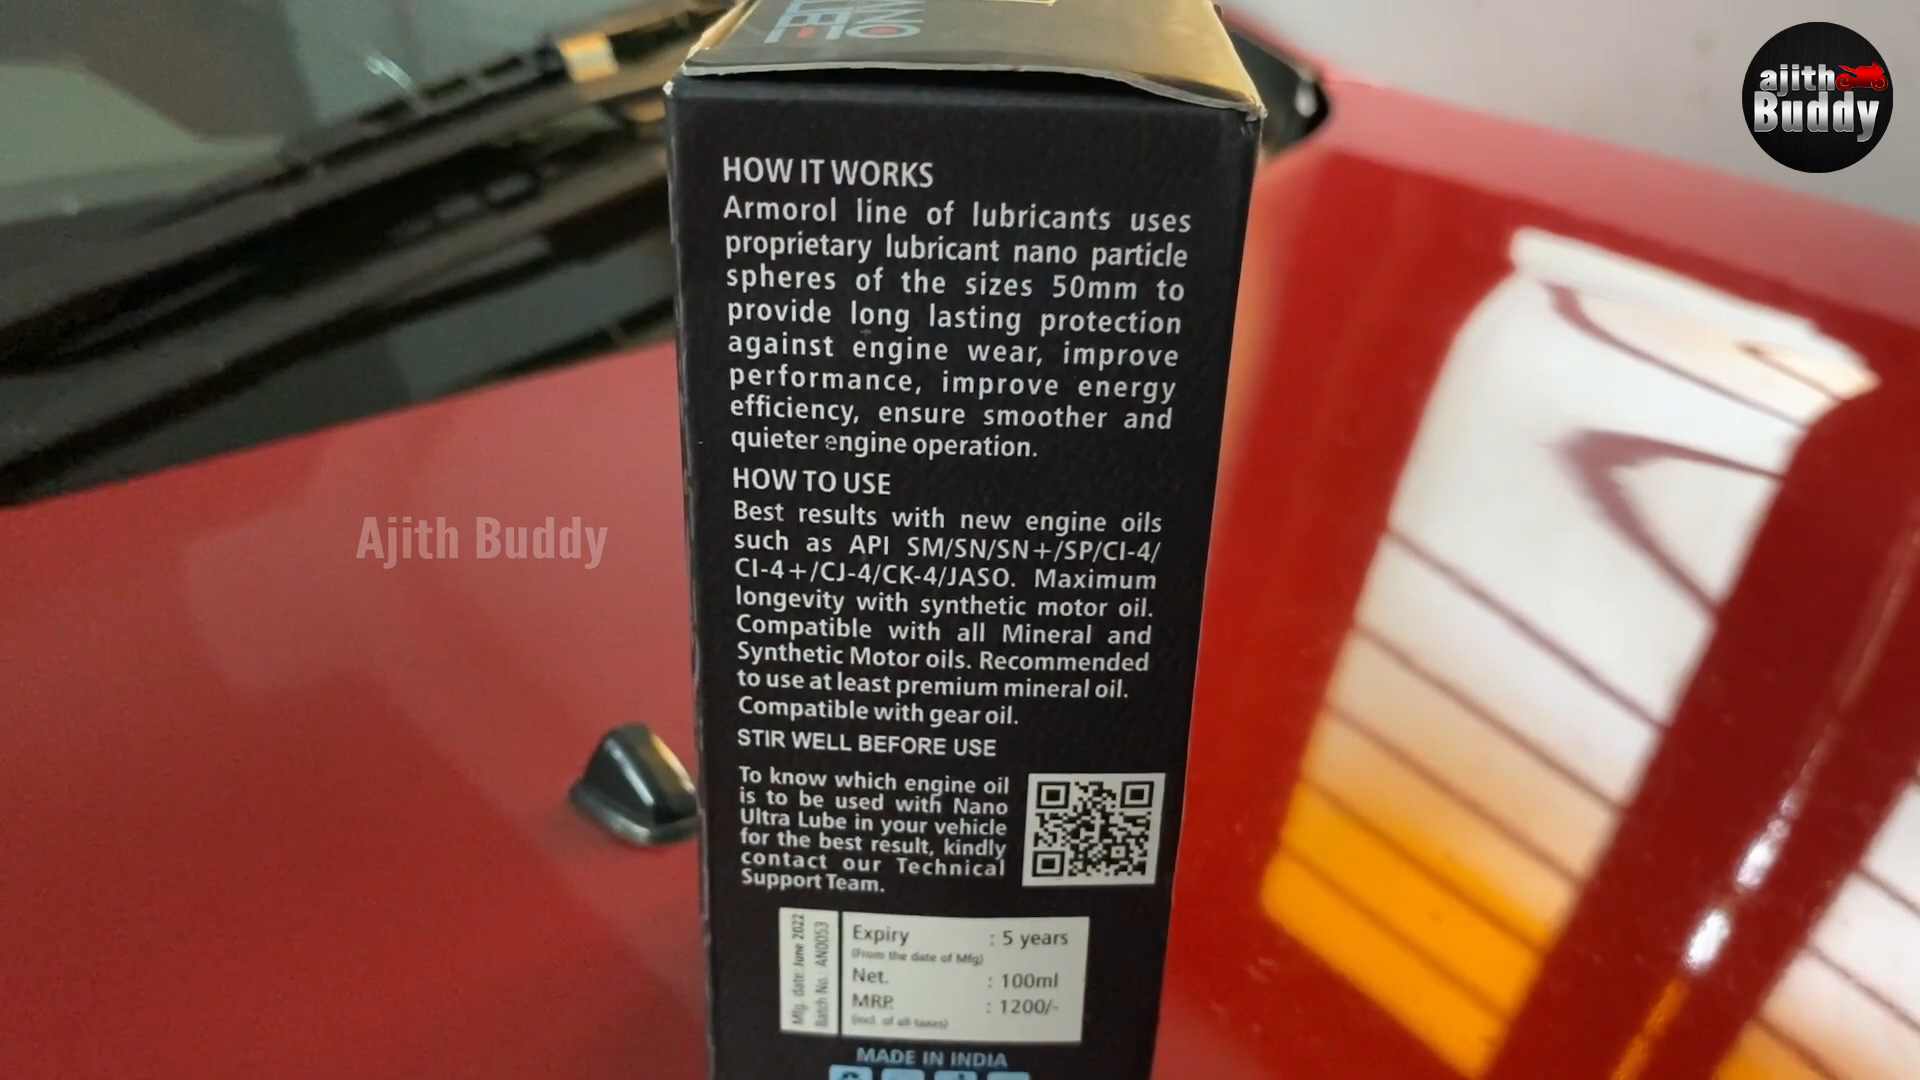 ajith
Buddy
HOW IT WORKS
Armorol line of lubricants uses
proprietary lubricant nano particle
spheres of the sizes 50mm to
provide long lasting protection
against engine wear, improve
performance, improve energy
efficiency, ensure smoother and
quieter engine operation.
HOW TO USE
Best results with new engine oils
such as API SM/SN/SN+/SP/CI-4/
CI-4+/CJ-4/CK-4/JASO. Maximum
longevity with synthetic motor oil.
Compatible with all Mineral and
Synthetic Motor oils. Recommended
to use at least premium mineral oil.
Compatible with gear oil.
STIR WELL BEFORE USE
Ajith Buddy
To know which engine oil
is to be used with Nano
Ultra Lube in your vehicle
for the best result, kindly
contact our Technical
Support Team.
Mfg. date: June 2022
Batch No.: AN0053
Expiry : 5 years
(From the date of Mfg)
Net. : 100ml
MRP. : 1200/-
(incl. of all taxes)
MADE IN INDIA